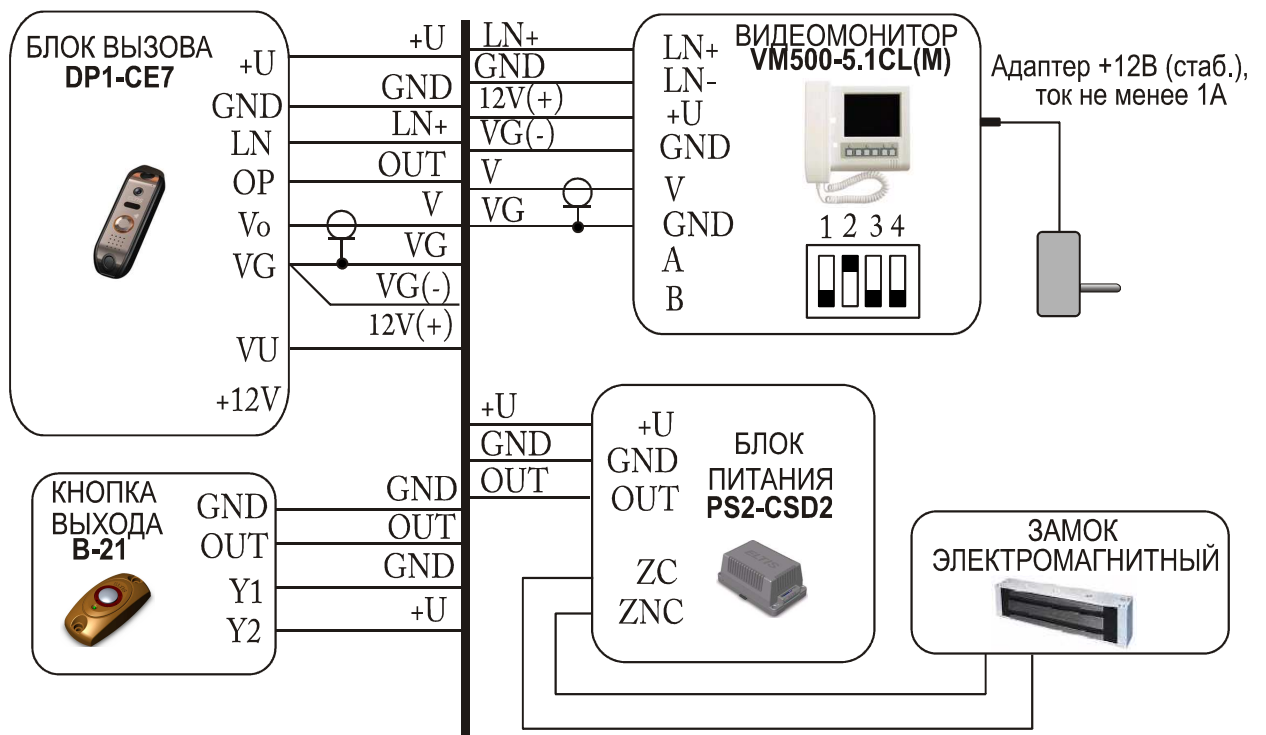 БЛОК ВЫЗОВА
DP1-CE7
+U
GND
LN
OP
Vo
VG
VU
+12V
+U
GND
LN+
OUT
V
VG
VG(-)
12V(+)
LN+
GND
12V(+)
VG(-)
V
VG
ВИДЕОМОНИТОР
VM500-5.1CL(M)
LN+
LN-
+U
GND
V
GND
A
B
1 2 3 4
Адаптер +12В (стаб.),
ток не менее 1А
КНОПКА
ВЫХОДА
B-21
GND
OUT
Y1
Y2
GND
OUT
GND
+U
+U
GND
OUT
+U
GND
OUT
ZC
ZNC
БЛОК
ПИТАНИЯ
PS2-CSD2
ELTIS
ЗАМОК
ЭЛЕКТРОМАГНИТНЫЙ